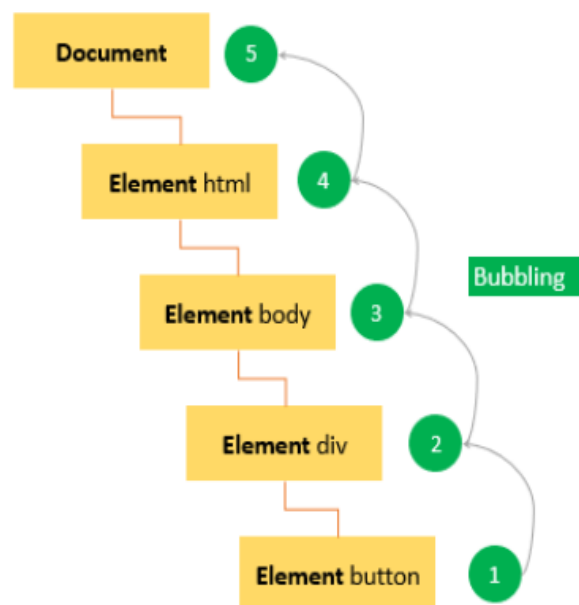 Document 5
Element html 4
Element body 3
Bubbling
Element div 2
Element button 1